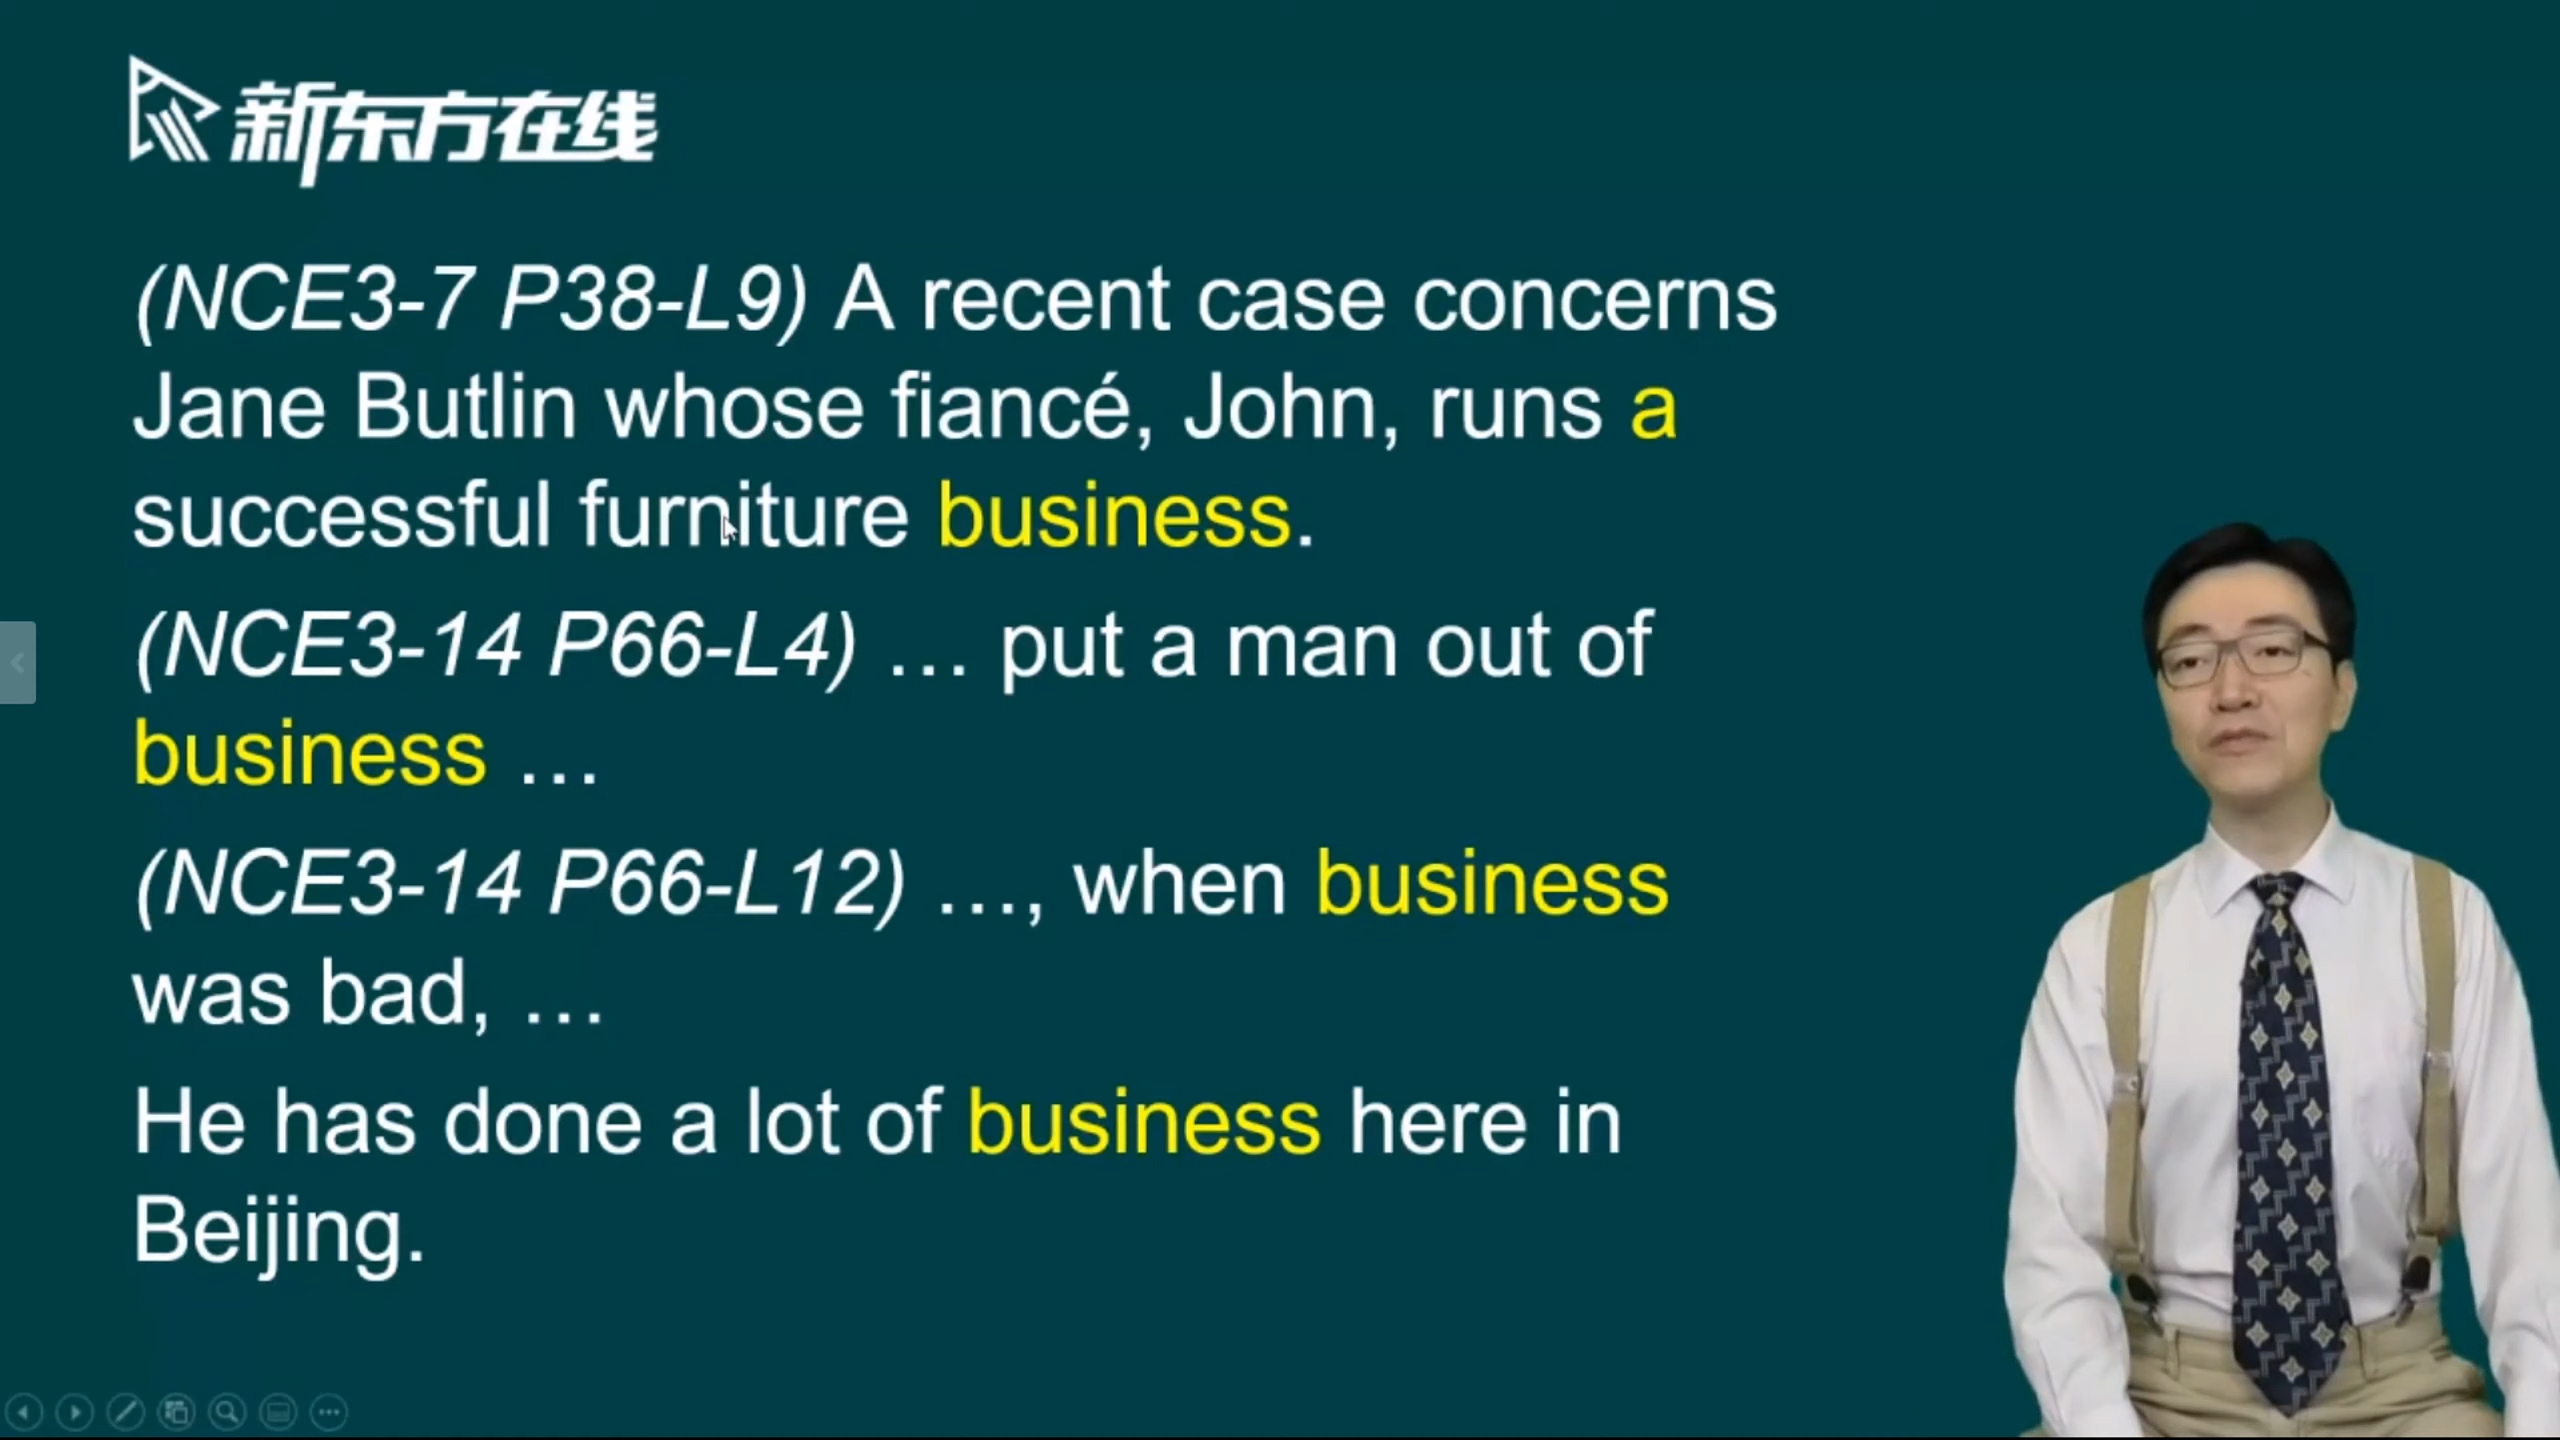 新东方在线
(NCE3-7 P38-L9) A recent case concerns
Jane Butlin whose fiancé, John, runs a
successful furniture business.
(NCE3-14 P66-L4) … put a man out of
business …
(NCE3-14 P66-L12) …, when business
was bad, …
He has done a lot of business here in
Beijing.